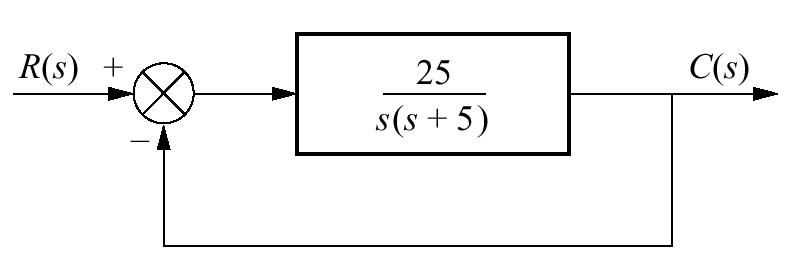 R(s) +
−
25
s(s + 5)
C(s)